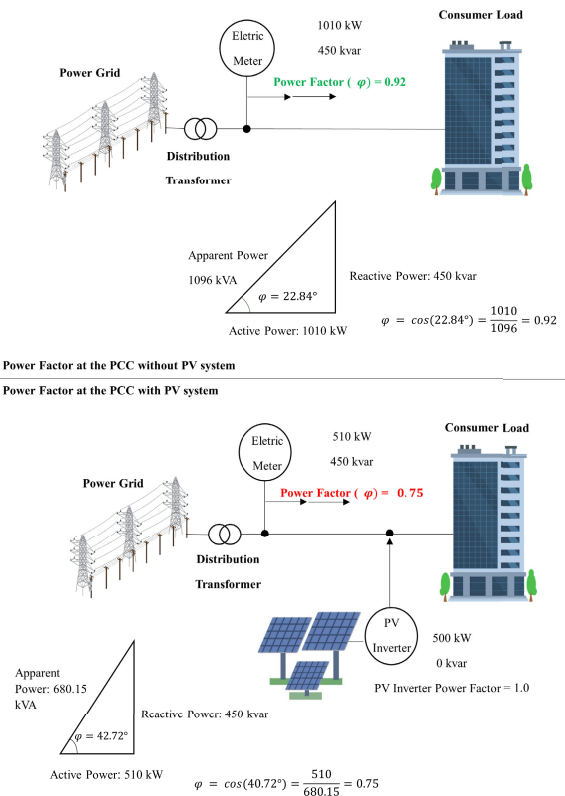 Consumer Load
1010 kW
Eletric
Meter
450 kvar
Power Factor ( φ) = 0.92
Power Grid
Distribution
Transformer
Apparent Power
1096 kVA
Reactive Power: 450 kvar
φ = 22.84°
φ = cos(22.84°) = 1010/1096 = 0.92
Active Power: 1010 kW
Power Factor at the PCC without PV system
Power Factor at the PCC with PV system
Consumer Load
510 kW
Eletric
Meter
450 kvar
Power Factor ( φ) = 0.75
Power Grid
Distribution
Transformer
PV
Inverter
500 kW
0 kvar
PV Inverter Power Factor = 1.0
Apparent
Power: 680.15
kVA
Reactive Power: 450 kvar
φ = 42.72°
Active Power: 510 kW
φ = cos(40.72°) = 510/680.15 = 0.75